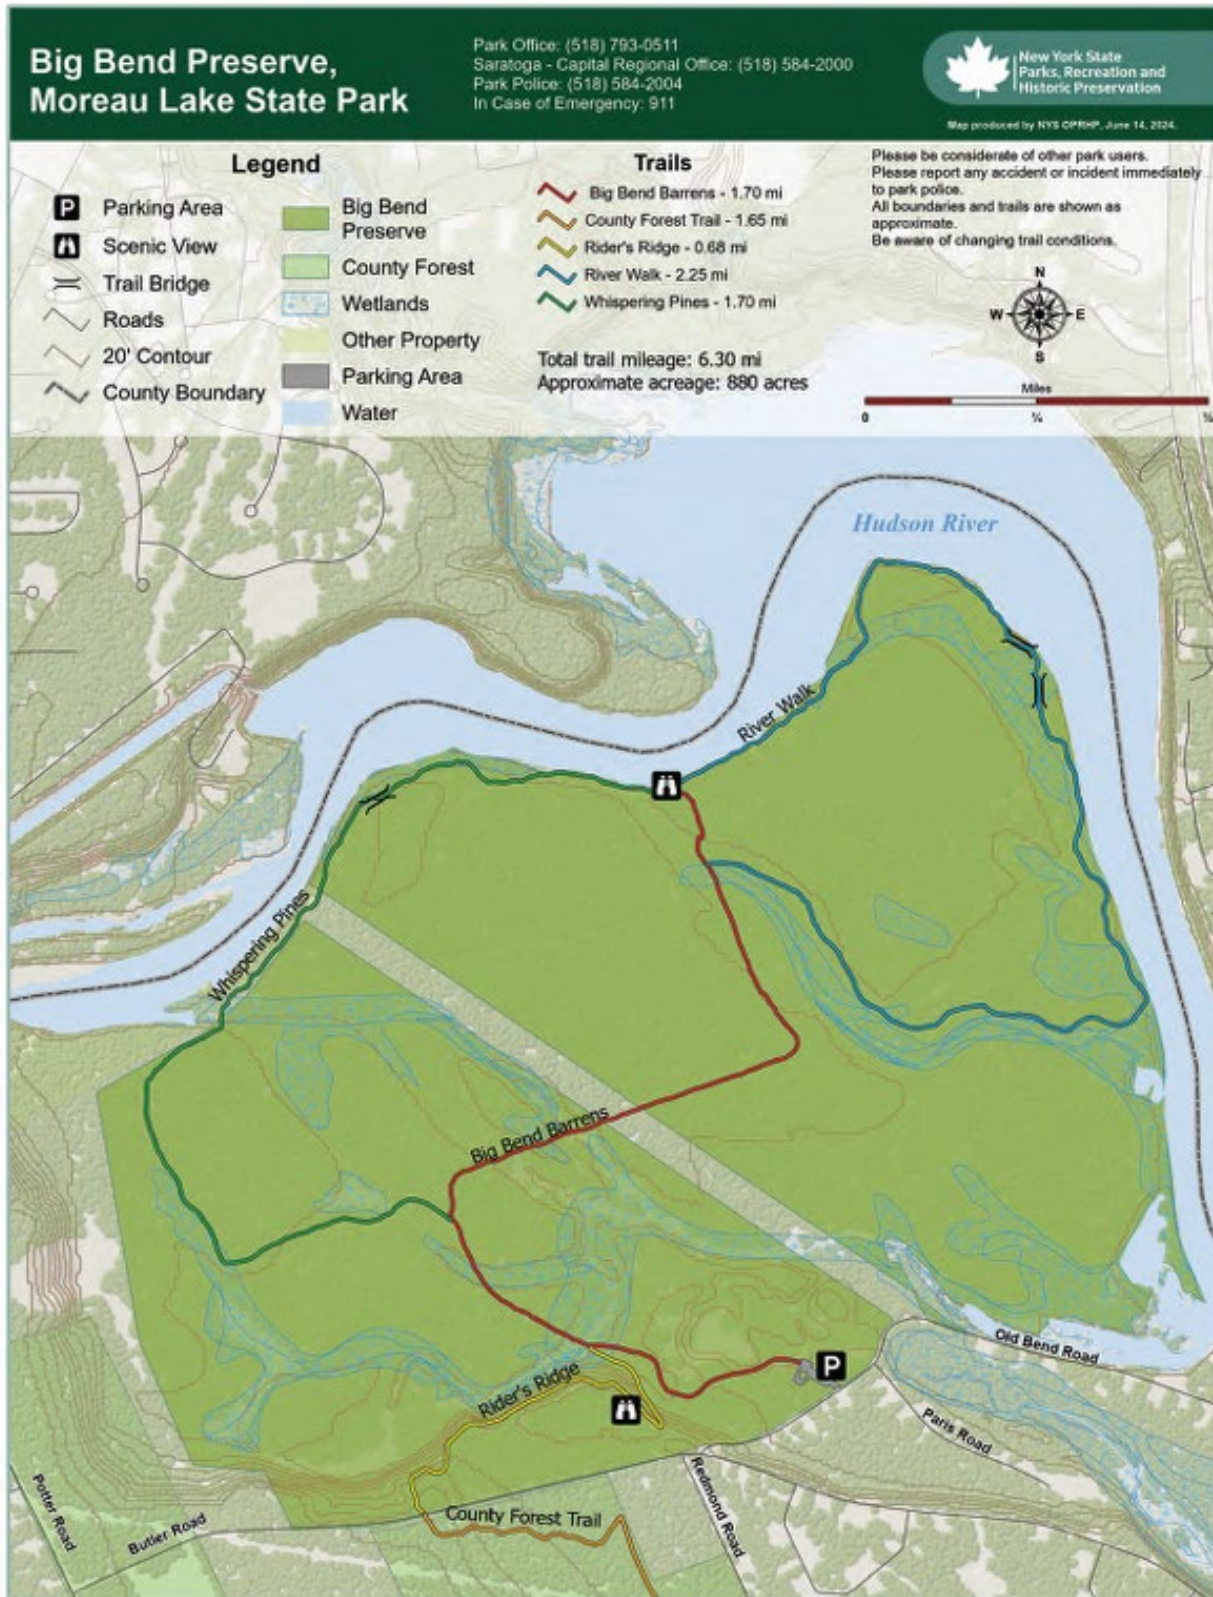 Big Bend Preserve,
Moreau Lake State Park
Park Office: (518) 793-0511
Saratoga - Capital Regional Office: (518) 584-2000
Park Police: (518) 584-2004
In Case of Emergency: 911
New York State
Parks, Recreation and
Historic Preservation
Map produced by NYS OPRHP, June 14, 2024.
Legend
P Parking Area
Scenic View
Trail Bridge
Roads
20' Contour
County Boundary
Big Bend
Preserve
County Forest
Wetlands
Other Property
Parking Area
Water
Trails
Big Bend Barrens - 1.70 mi
County Forest Trail - 1.65 mi
Rider's Ridge - 0.68 mi
River Walk - 2.25 mi
Whispering Pines - 1.70 mi
Total trail mileage: 6.30 mi
Approximate acreage: 880 acres
Please be considerate of other park users.
Please report any accident or incident immediately
to park police.
All boundaries and trails are shown as
approximate.
Be aware of changing trail conditions.
N
W E
S
Miles
0
Hudson River
River Walk
Whispering Pines
Big Bend Barrens
Old Bend Road
P
Rider's Ridge
Paris Road
Redmond Road
County Forest Trail
Potter Road
Butler Road